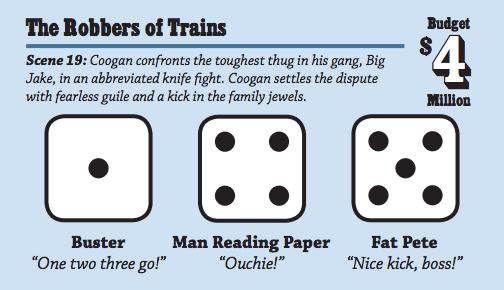 The Robbers of Trains
Budget
$4
Million
Scene 19: Coogan confronts the toughest thug in his gang, Big
Jake, in an abbreviated knife fight. Coogan settles the dispute
with fearless guile and a kick in the family jewels.
Buster
"One two three go!"
Man Reading Paper
"Ouchie!"
Fat Pete
"Nice kick, boss!"